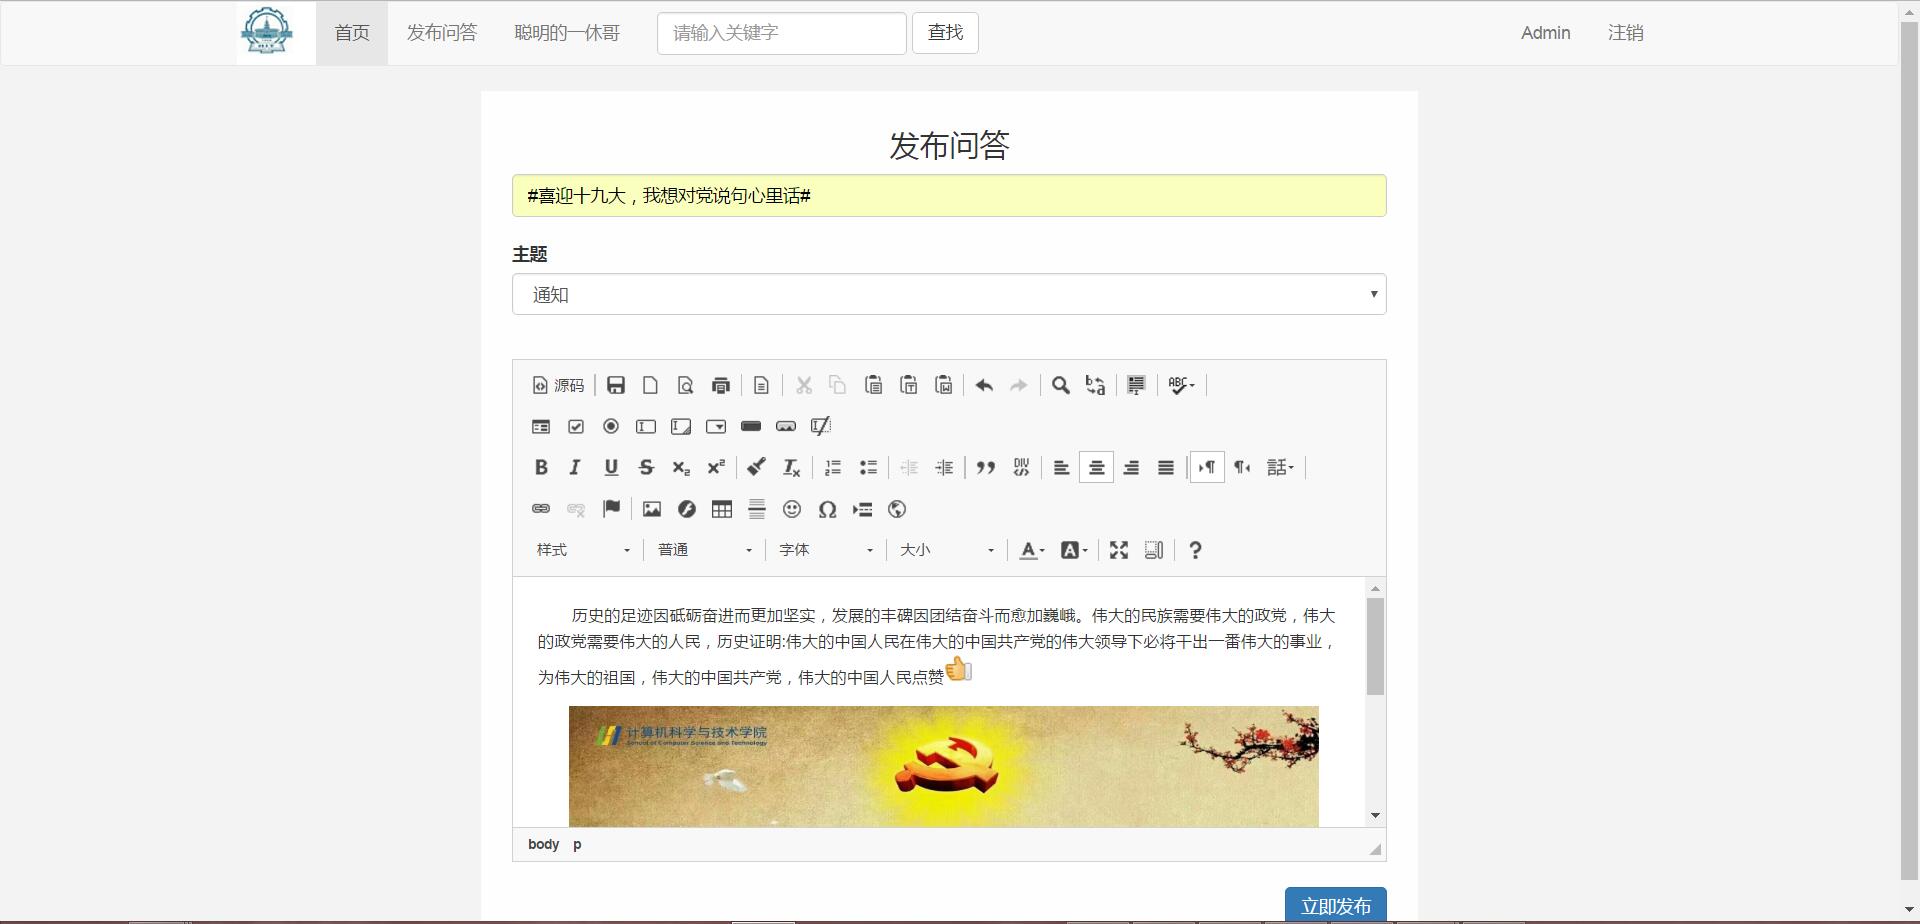 首页 发布问答 聪明的一休哥 请输入关键字 查找 Admin 注销
发布问答
#喜迎十九大，我想对党说句心里话#
主题
通知
源码
样式 普通 字体 大小
历史的足迹因砥砺奋进而更加坚实，发展的丰碑因团结奋斗而愈加巍峨。伟大的民族需要伟大的政党，伟大
的政党需要伟大的人民，历史证明:伟大的中国人民在伟大的中国共产党的伟大领导下必将干出一番伟大的事业，
为伟大的祖国，伟大的中国共产党，伟大的中国人民点赞
计算机科学与技术学院
School of Computer Science and Technology
body p
立即发布